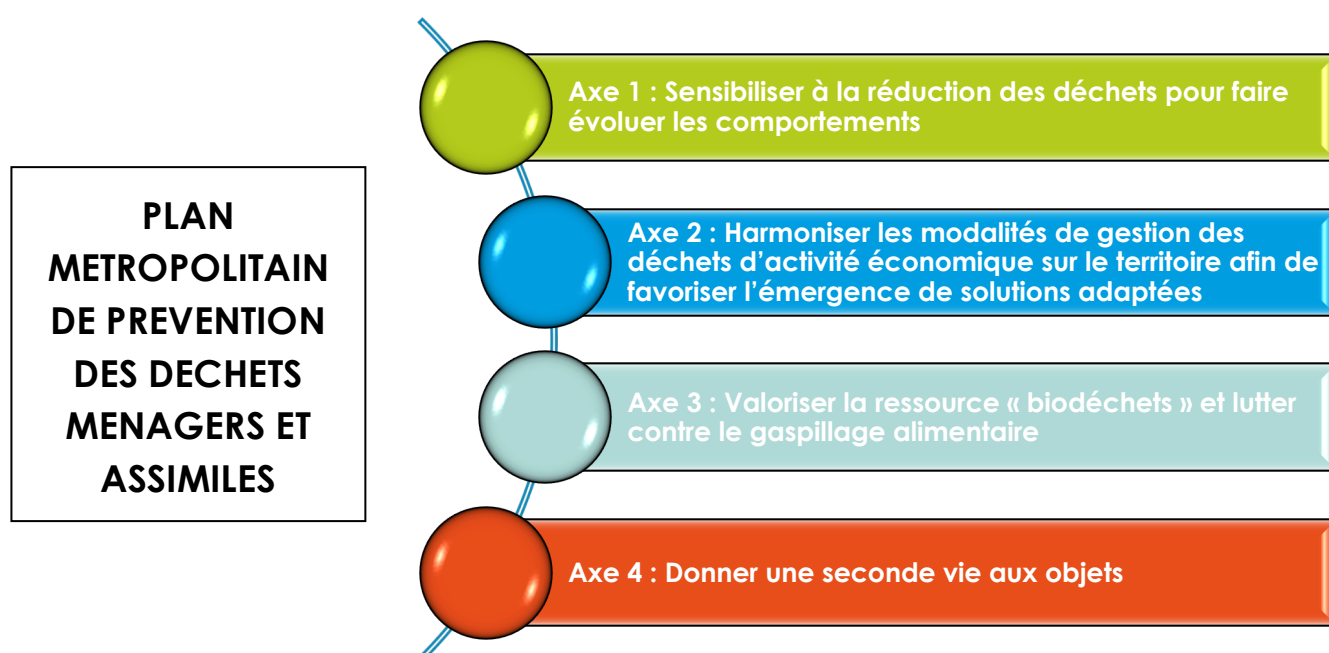 PLAN
METROPOLITAIN
DE PREVENTION
DES DECHETS
MENAGERS ET
ASSIMILES
Axe 1 : Sensibiliser à la réduction des déchets pour faire
évoluer les comportements
Axe 2 : Harmoniser les modalités de gestion des
déchets d’activité économique sur le territoire afin de
favoriser l’émergence de solutions adaptées
Axe 3 : Valoriser la ressource « biodéchets » et lutter
contre le gaspillage alimentaire
Axe 4 : Donner une seconde vie aux objets